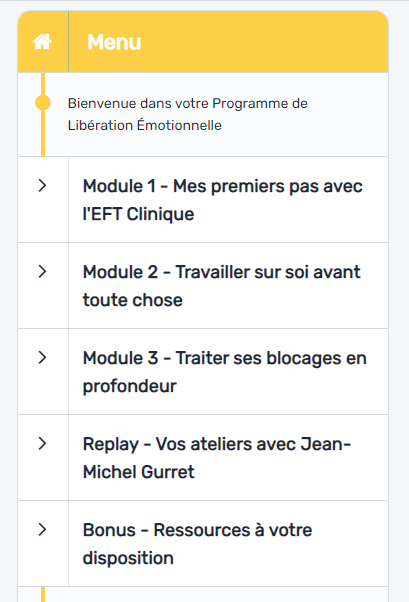 Menu
Bienvenue dans votre Programme de
Libération Émotionnelle
Module 1 - Mes premiers pas avec
l'EFT Clinique
Module 2 - Travailler sur soi avant
toute chose
Module 3 - Traiter ses blocages en
profondeur
Replay - Vos ateliers avec Jean-
Michel Gurret
Bonus - Ressources à votre
disposition